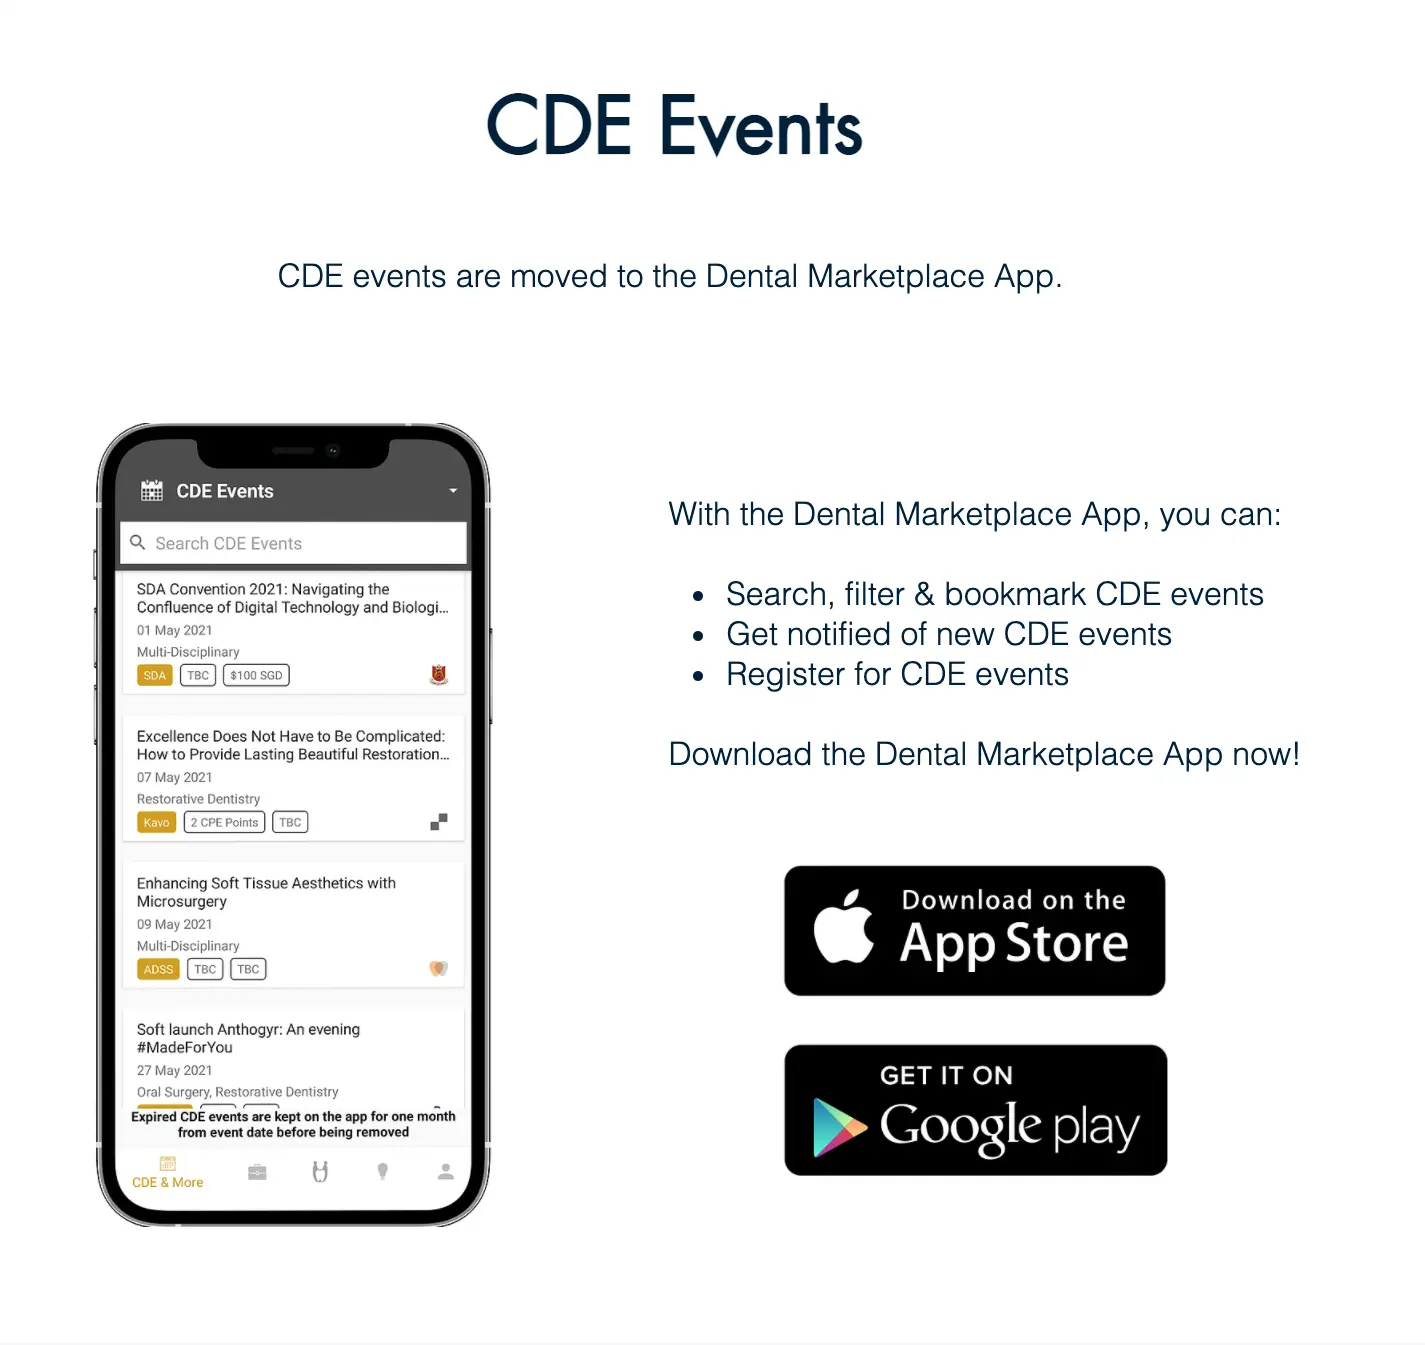 CDE Events
CDE events are moved to the Dental Marketplace App.
CDE Events
Search CDE Events
SDA Convention 2021: Navigating the
Confluence of Digital Technology and Biologi...
01 May 2021
Multi-Disciplinary
SDA TBC $100 SGD
Excellence Does Not Have to Be Complicated:
How to Provide Lasting Beautiful Restoration...
07 May 2021
Restorative Dentistry
Kavo 2 CPE Points TBC
Enhancing Soft Tissue Aesthetics with
Microsurgery
09 May 2021
Multi-Disciplinary
ADSS TBC TBC
Soft launch Anthogyr: An evening
#MadeForYou
27 May 2021
Oral Surgery, Restorative Dentistry
Expired CDE events are kept on the app for one month
from event date before being removed
CDE & More
With the Dental Marketplace App, you can:
• Search, filter & bookmark CDE events
• Get notified of new CDE events
• Register for CDE events
Download the Dental Marketplace App now!
Download on the
App Store
GET IT ON
Google play